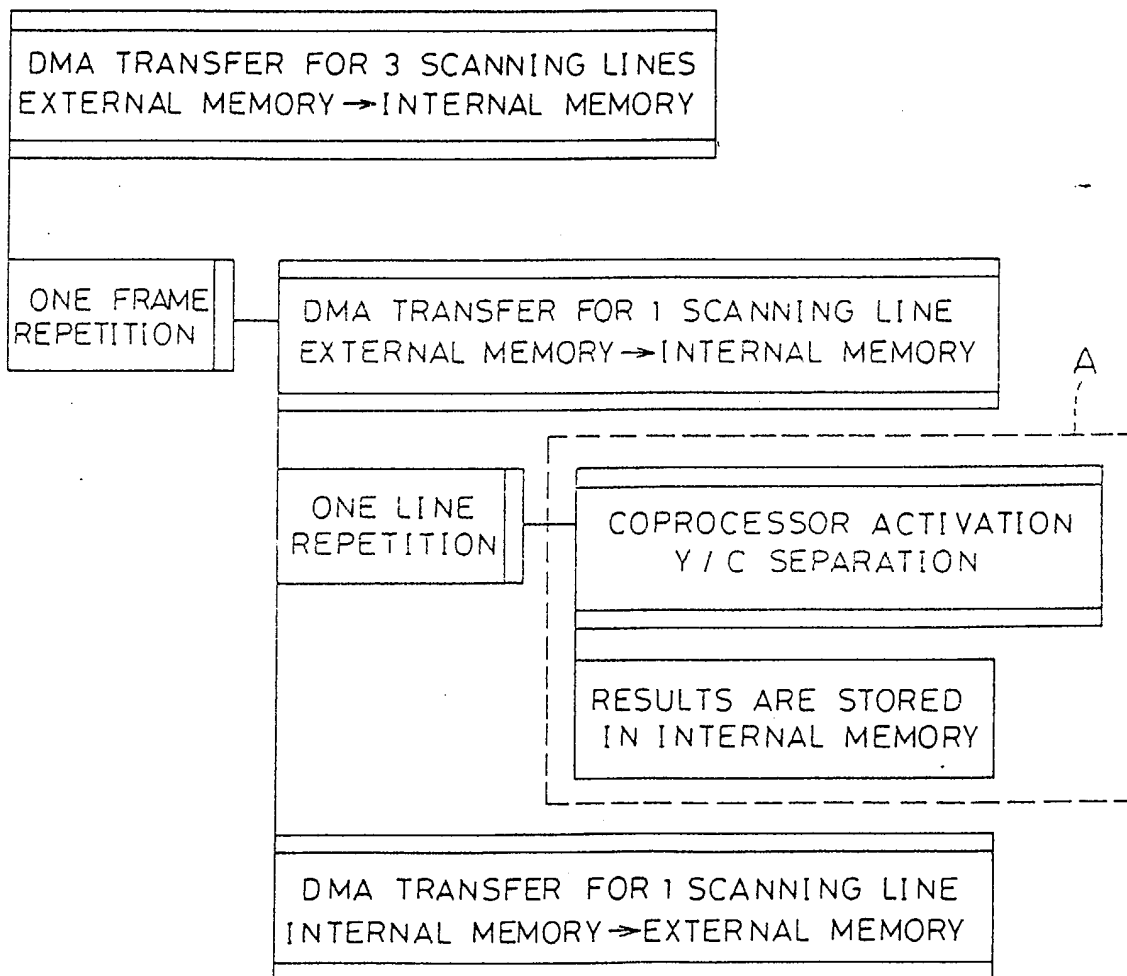 DMA TRANSFER FOR 3 SCANNING LINES
EXTERNAL MEMORY → INTERNAL MEMORY
ONE FRAME
REPETITION
DMA TRANSFER FOR 1 SCANNING LINE
EXTERNAL MEMORY → INTERNAL MEMORY
A
ONE LINE
REPETITION
COPROCESSOR ACTIVATION
Y / C SEPARATION
RESULTS ARE STORED
IN INTERNAL MEMORY
DMA TRANSFER FOR 1 SCANNING LINE
INTERNAL MEMORY → EXTERNAL MEMORY